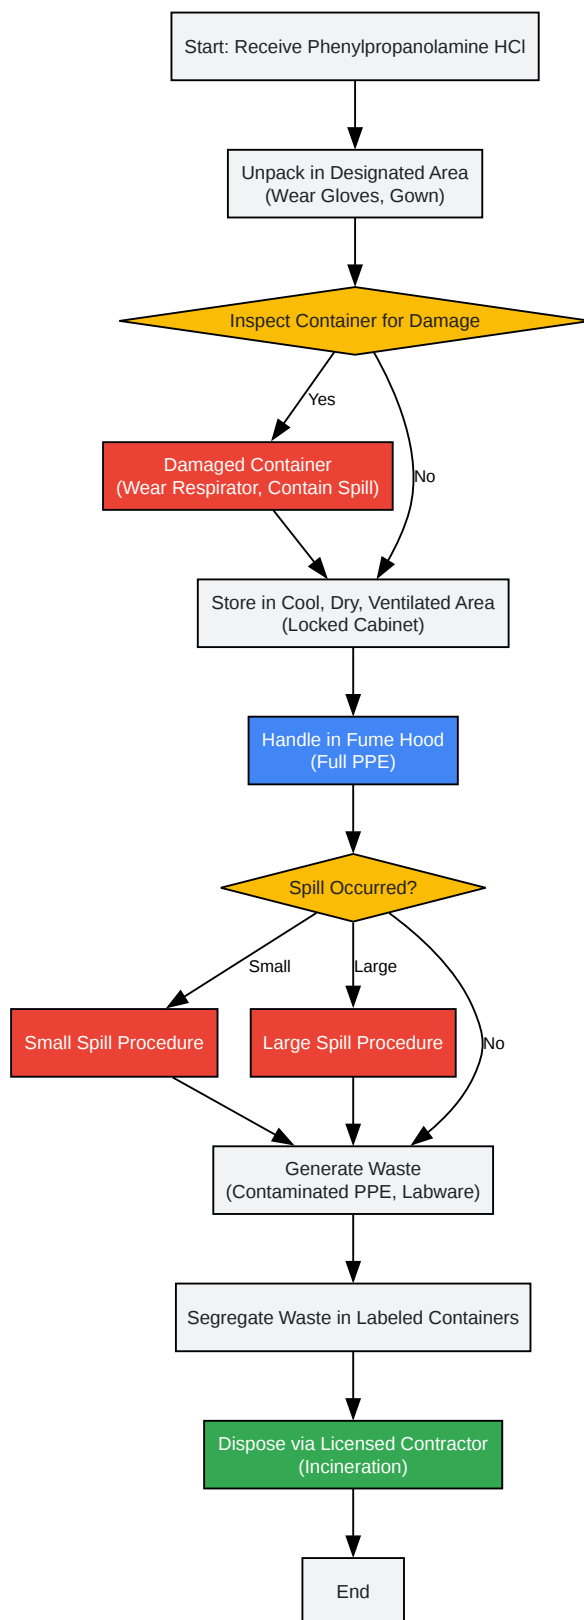 Start: Receive Phenylpropanolamine HCl
Unpack in Designated Area
(Wear Gloves, Gown)
Inspect Container for Damage
Yes
No
Damaged Container
(Wear Respirator, Contain Spill)
Store in Cool, Dry, Ventilated Area
(Locked Cabinet)
Handle in Fume Hood
(Full PPE)
Spill Occurred?
Small
Large
No
Small Spill Procedure
Large Spill Procedure
Generate Waste
(Contaminated PPE, Labware)
Segregate Waste in Labeled Containers
Dispose via Licensed Contractor
(Incineration)
End